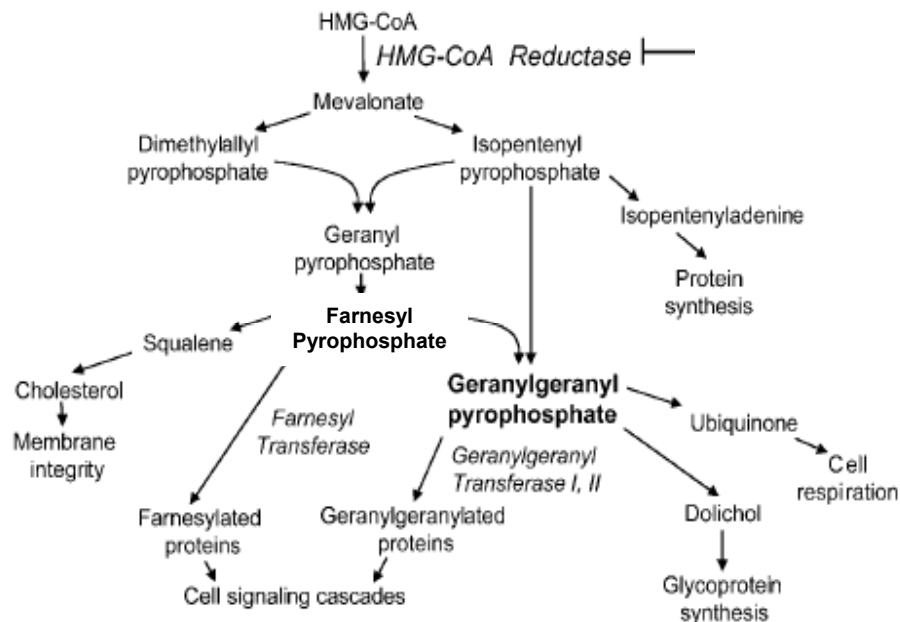 HMG-CoA
HMG-CoA Reductase
Mevalonate
Dimethylallyl
pyrophosphate
Isopentenyl
pyrophosphate
Isopentenyladenine
Geranyl
pyrophosphate
Protein
synthesis
Farnesyl
Pyrophosphate
Squalene
Cholesterol
Geranylgeranyl
pyrophosphate
Membrane
integrity
Farnesyl
Transferase
Ubiquinone
Geranylgeranyl
Transferase I, II
Cell
respiration
Farnesylated
proteins
Geranylgeranylated
proteins
Dolichol
Cell signaling cascades
Glycoprotein
synthesis